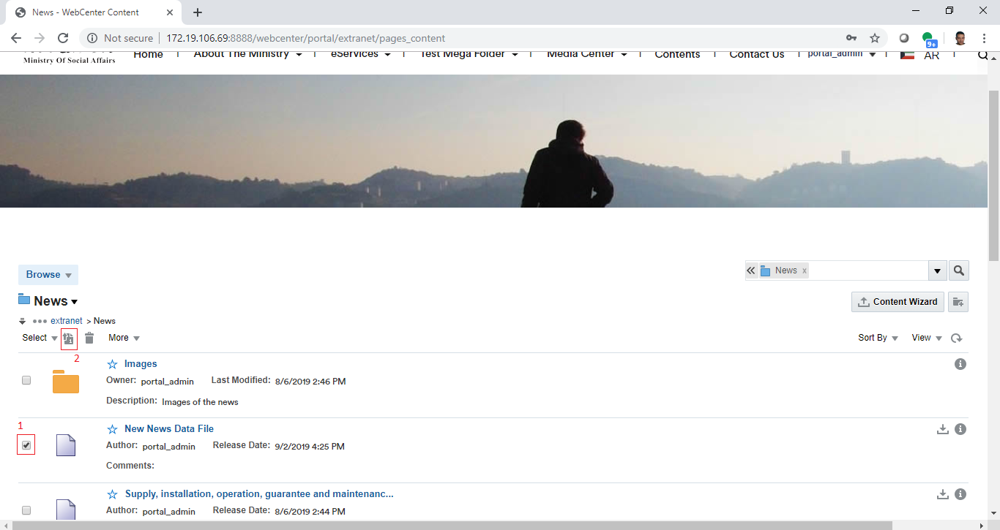 News - WebCenter Content
Not secure 172.19.106.69:8888/webcenter/portal/extranet/pages_content
9+
Ministry Of Social Affairs
Home About The Ministry eServices Test Mega Folder Media Center Contents Contact Us portal_admin AR
Browse
News x
News
Content Wizard
extranet > News
Select More Sort By View
2
Images
Owner: portal_admin Last Modified: 8/6/2019 2:46 PM
Description: Images of the news
1
New News Data File
Author: portal_admin Release Date: 9/2/2019 4:25 PM
Comments:
Supply, installation, operation, guarantee and maintenanc...
Author: portal_admin Release Date: 8/6/2019 2:44 PM